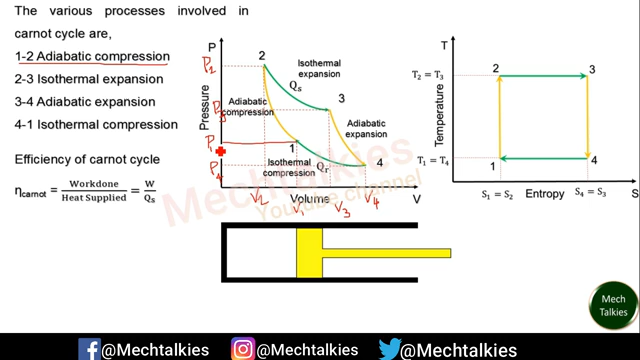 The various processes involved in
carnot cycle are,
1-2 Adiabatic compression
2-3 Isothermal expansion
3-4 Adiabatic expansion
4-1 Isothermal compression
Efficiency of carnot cycle
ηcarnot = Workdone / Heat Supplied = W / Qs
P
2
Isothermal
expansion
Qs
P2
3
Adiabatic
compression
P3
Adiabatic
expansion
Pressure
1
P1
Isothermal
compression
Qr
4
P4
Volume
V
V2
V1
V3
V4
T
2
3
T2 = T3
Temperature
T1 = T4
1
4
S1 = S2
Entropy
S4 = S3
S
Mechtalkies
Youtube channel
Mech
Talkies
@Mechtalkies
@Mechtalkies
@Mechtalkies